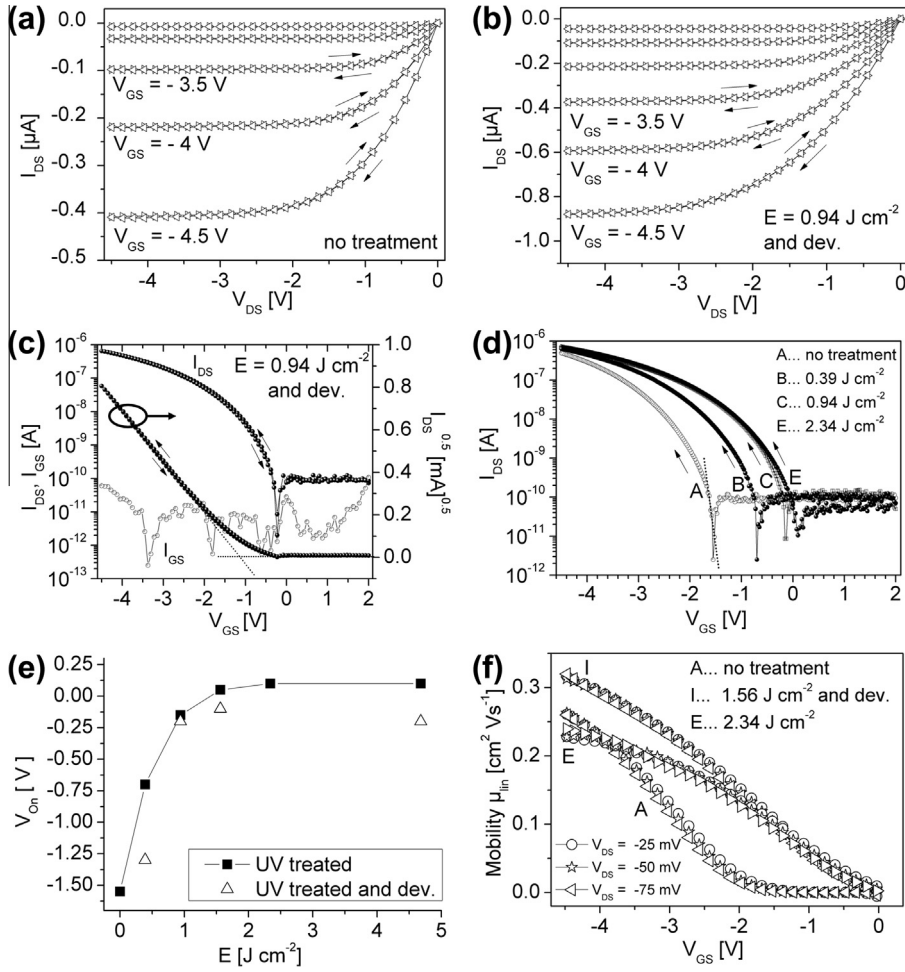 (a)
0.0
-0.1
-0.2
-0.3
-0.4
-0.5
I_DS [µA]
V_GS = - 3.5 V
V_GS = - 4 V
V_GS = - 4.5 V
no treatment
-4 -3 -2 -1 0
V_DS [V]
(b)
0.0
-0.2
-0.4
-0.6
-0.8
-1.0
I_DS [µA]
V_GS = - 3.5 V
V_GS = - 4 V
V_GS = - 4.5 V
E = 0.94 J cm⁻²
and dev.
-4 -3 -2 -1 0
V_DS [V]
(c)
10⁻⁶
10⁻⁷
10⁻⁸
10⁻⁹
10⁻¹⁰
10⁻¹¹
10⁻¹²
10⁻¹³
I_DS, I_GS [A]
I_DS
E = 0.94 J cm⁻²
and dev.
I_GS
1.0
0.8
0.6
0.4
0.2
0.0
I_DS^0.5 [mA]^0.5
-4 -3 -2 -1 0 1 2
V_GS [V]
(d)
10⁻⁵
10⁻⁶
10⁻⁷
10⁻⁸
10⁻⁹
10⁻¹⁰
10⁻¹¹
10⁻¹²
I_DS [A]
A... no treatment
B... 0.39 J cm⁻²
C... 0.94 J cm⁻²
E... 2.34 J cm⁻²
A B C E
-4 -3 -2 -1 0 1 2
V_GS [V]
(e)
0.25
0.00
-0.25
-0.50
-0.75
-1.00
-1.25
-1.50
V_On [ V ]
UV treated
UV treated and dev.
0 1 2 3 4 5
E [J cm⁻²]
(f)
0.3
0.2
0.1
0.0
Mobility µ_lin [cm² Vs⁻¹]
I
E
A
A... no treatment
I... 1.56 J cm⁻² and dev.
E... 2.34 J cm⁻²
V_DS = -25 mV
V_DS = -50 mV
V_DS = -75 mV
-4 -3 -2 -1 0
V_GS [V]